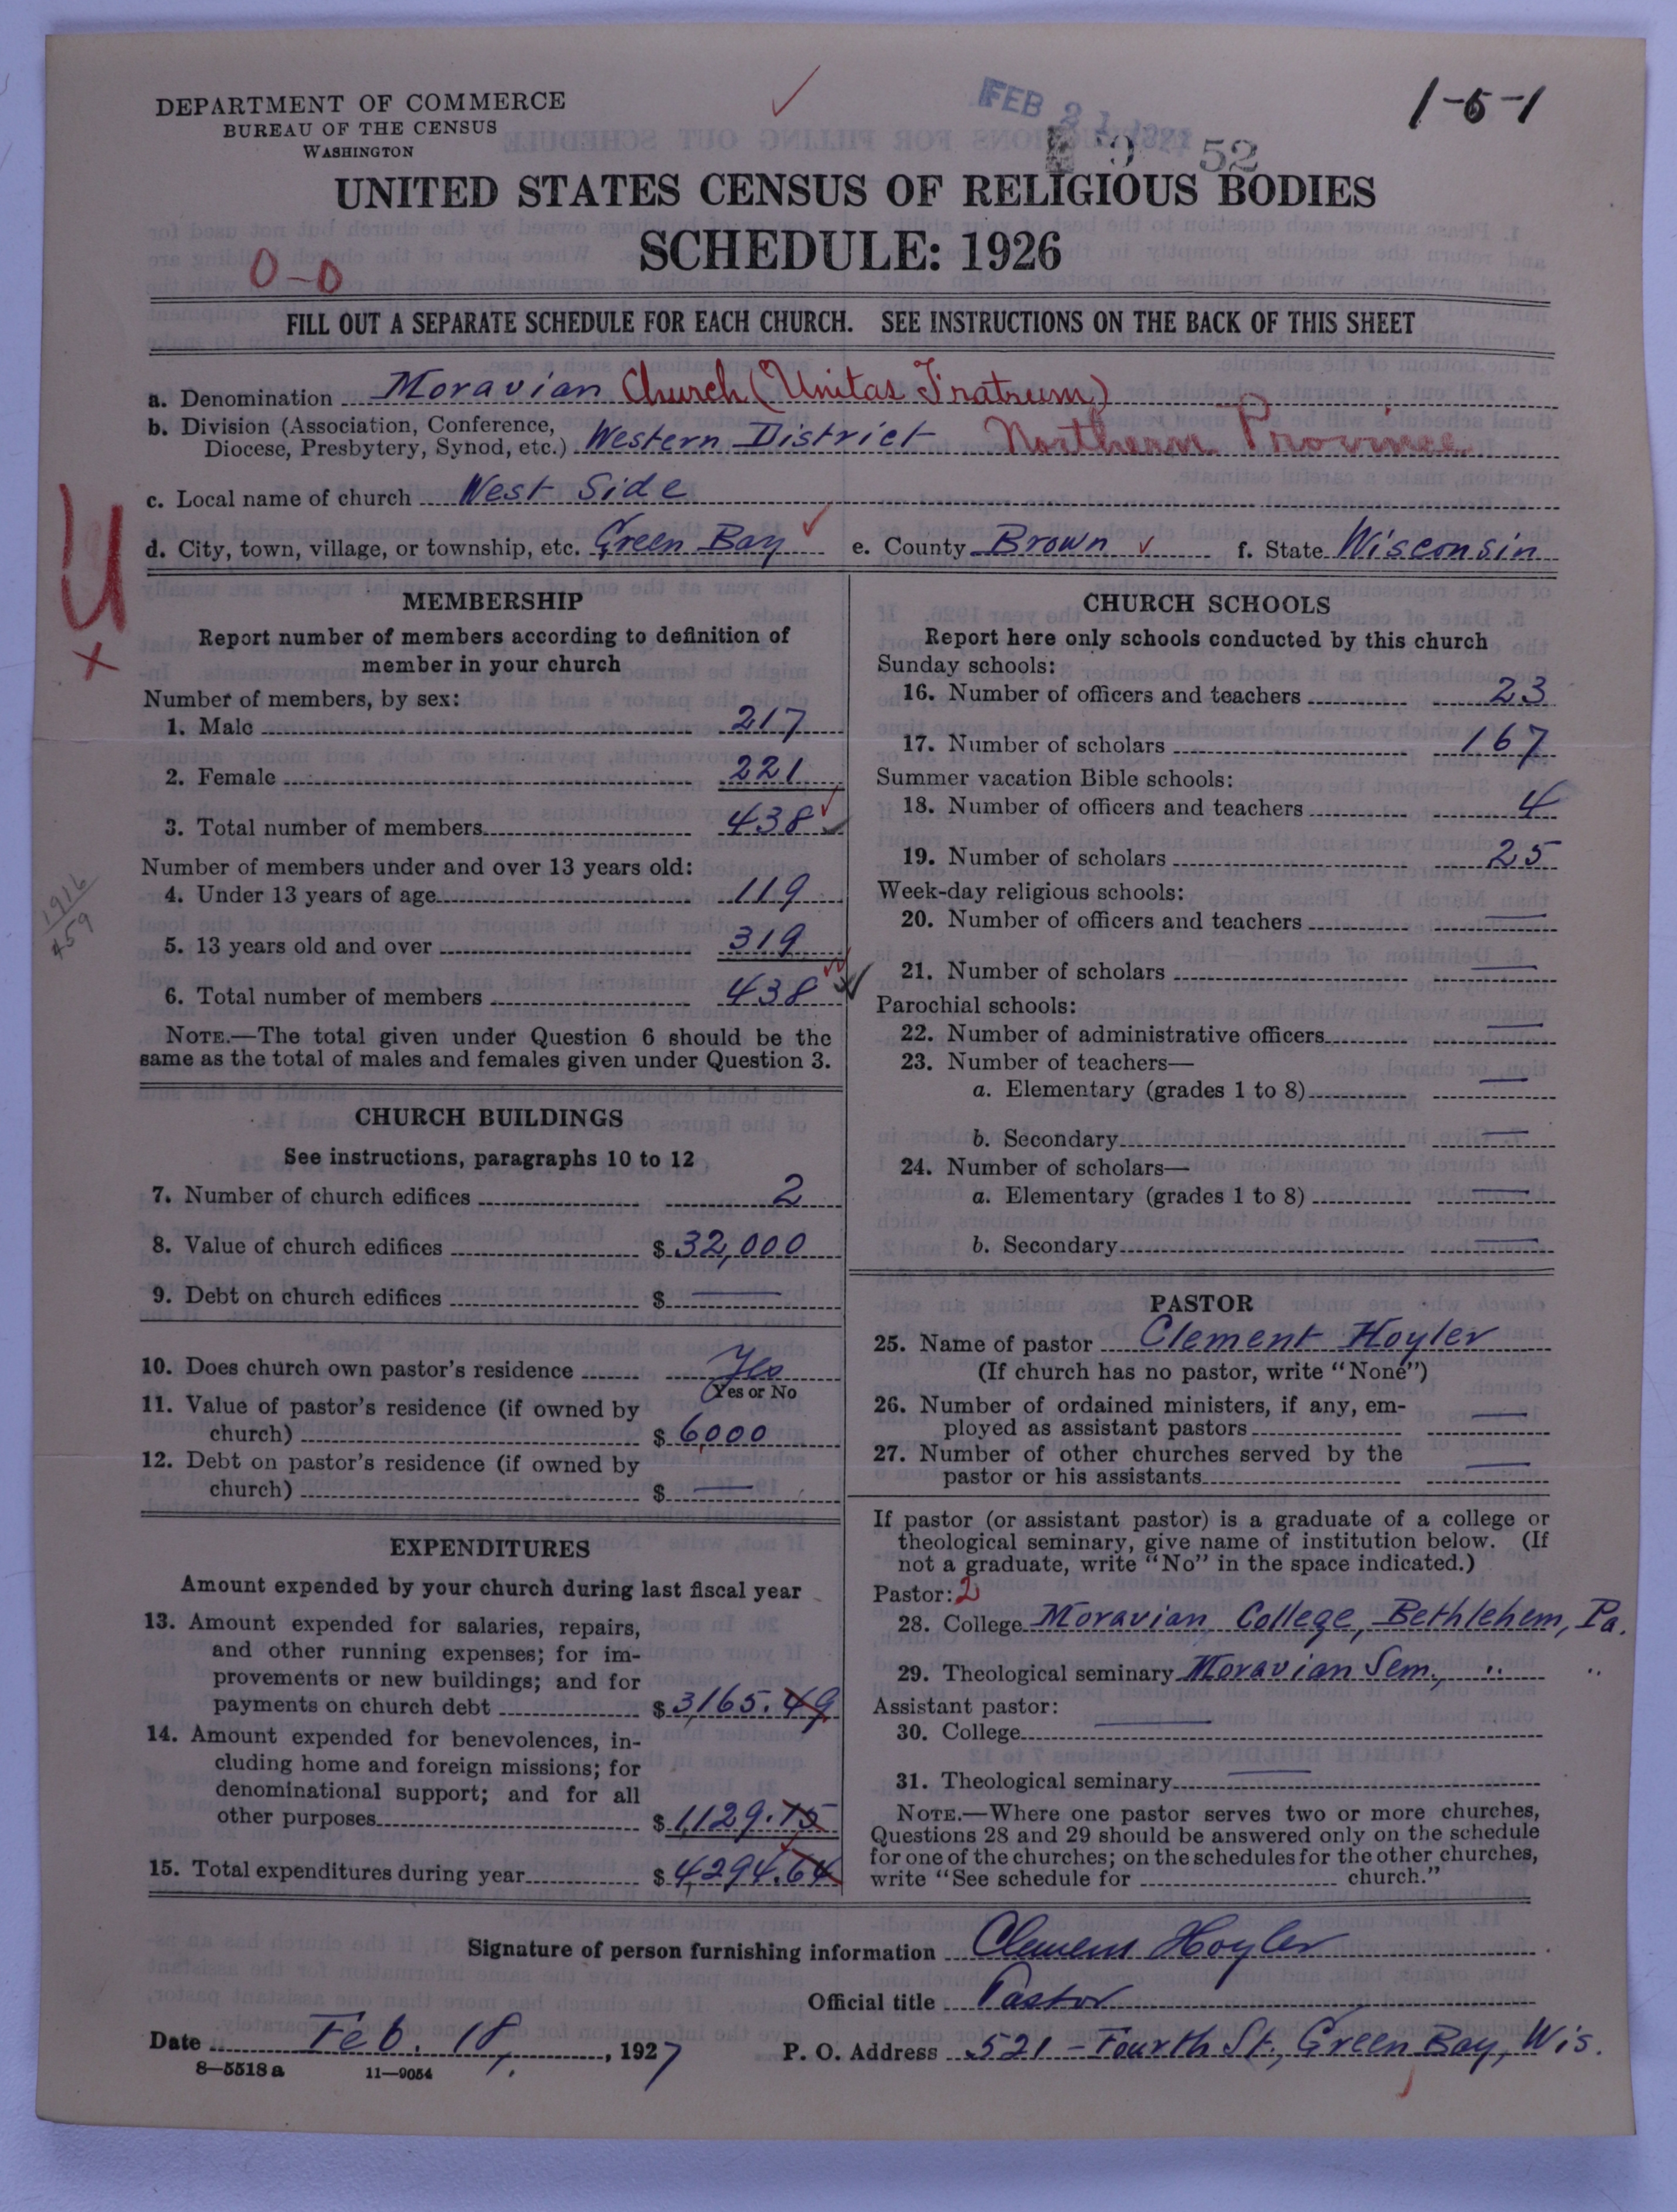 DEPARTMENT OF COMMERCE
BUREAU OF THE CENSUS
WASHINGTON
FEB 21 1927
52
1-5-1
UNITED STATES CENSUS OF RELIGIOUS BODIES
SCHEDULE: 1926
0-0
FILL OUT A SEPARATE SCHEDULE FOR EACH CHURCH. SEE INSTRUCTIONS ON THE BACK OF THIS SHEET
a. Denomination Moravian Church (Unitas Fratrum)
b. Division (Association, Conference,
Diocese, Presbytery, Synod, etc.) Western District Northern Province
c. Local name of church West Side
d. City, town, village, or township, etc. Green Bay e. County Brown f. State Wisconsin
U
x
1916
459
MEMBERSHIP
Report number of members according to definition of
member in your church
Number of members, by sex:
1. Male 217
2. Female 221
3. Total number of members 438
Number of members under and over 13 years old:
4. Under 13 years of age 119
5. 13 years old and over 319
6. Total number of members 438
NOTE.—The total given under Question 6 should be the
same as the total of males and females given under Question 3.
CHURCH BUILDINGS
See instructions, paragraphs 10 to 12
7. Number of church edifices 2
8. Value of church edifices $ 32,000
9. Debt on church edifices $ —
10. Does church own pastor's residence Yes
Yes or No
11. Value of pastor's residence (if owned by
church) $ 6,000
12. Debt on pastor's residence (if owned by
church) $ —
EXPENDITURES
Amount expended by your church during last fiscal year
13. Amount expended for salaries, repairs,
and other running expenses; for im-
provements or new buildings; and for
payments on church debt $ 3,165.49
14. Amount expended for benevolences, in-
cluding home and foreign missions; for
denominational support; and for all
other purposes $ 1,129.15
15. Total expenditures during year $ 4,294.64
CHURCH SCHOOLS
Report here only schools conducted by this church
Sunday schools:
16. Number of officers and teachers 23
17. Number of scholars 167
Summer vacation Bible schools:
18. Number of officers and teachers 4
19. Number of scholars 25
Week-day religious schools:
20. Number of officers and teachers —
21. Number of scholars —
Parochial schools:
22. Number of administrative officers —
23. Number of teachers—
a. Elementary (grades 1 to 8) —
b. Secondary —
24. Number of scholars—
a. Elementary (grades 1 to 8) —
b. Secondary —
PASTOR
25. Name of pastor Clement Hoyler
(If church has no pastor, write "None")
26. Number of ordained ministers, if any, em-
ployed as assistant pastors —
27. Number of other churches served by the
pastor or his assistants —
If pastor (or assistant pastor) is a graduate of a college or
theological seminary, give name of institution below. (If
not a graduate, write "No" in the space indicated.)
Pastor: 2
28. College Moravian College, Bethlehem, Pa.
29. Theological seminary Moravian Sem., " "
Assistant pastor:
30. College —
31. Theological seminary —
NOTE.—Where one pastor serves two or more churches,
Questions 28 and 29 should be answered only on the schedule
for one of the churches; on the schedules for the other churches,
write "See schedule for church."
Signature of person furnishing information Clement Hoyler
Official title Pastor
Date Feb. 18, 1927 P. O. Address 521 - Fourth St., Green Bay, Wis.
8—5518a 11—9054